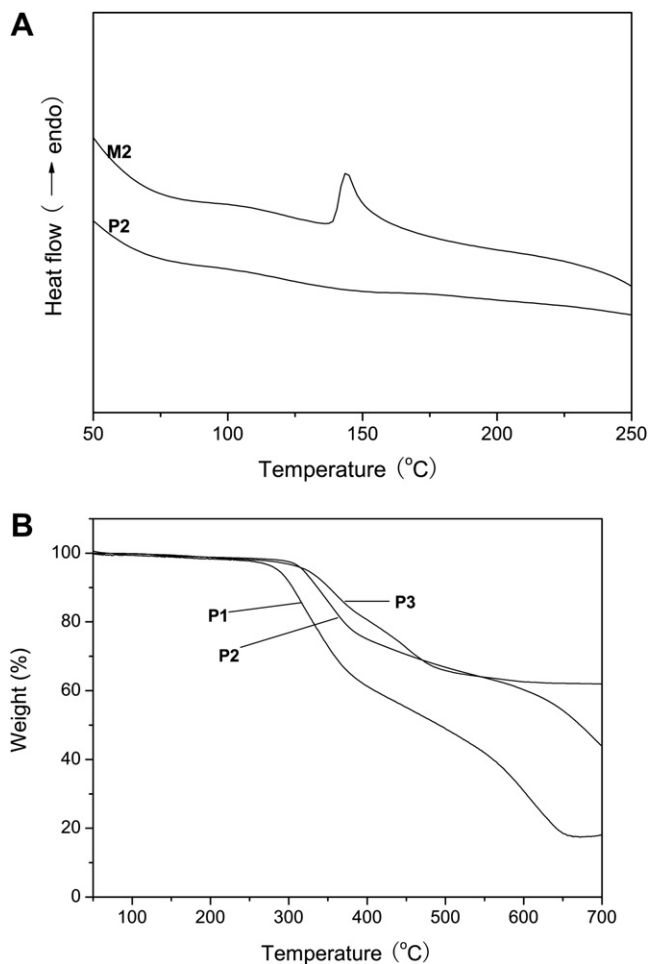 A
Heat flow ( → endo)
M2
P2
50
100
150
200
250
Temperature (°C)
B
Weight (%)
100
80
60
40
20
0
P1
P2
P3
100
200
300
400
500
600
700
Temperature (°C)